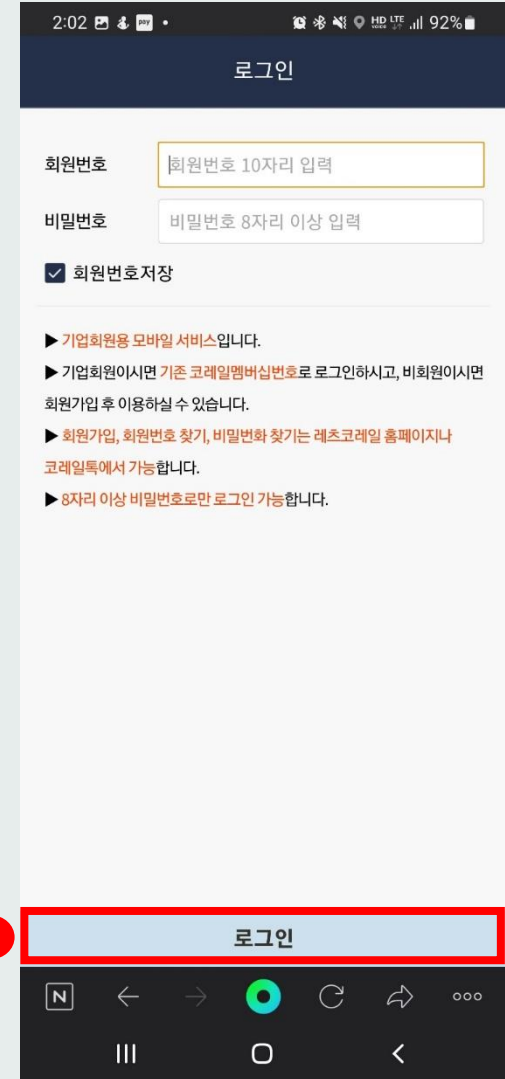 2:02 pay HD VoLTE LTE 92%
로그인
회원번호 회원번호 10자리 입력
비밀번호 비밀번호 8자리 이상 입력
회원번호저장
▶ 기업회원용 모바일 서비스입니다.
▶ 기업회원이시면 기존 코레일멤버십번호로 로그인하시고, 비회원이시면
회원가입 후 이용하실 수 있습니다.
▶ 회원가입, 회원번호 찾기, 비밀번화 찾기는 레츠코레일 홈페이지나
코레일톡에서 가능합니다.
▶ 8자리 이상 비밀번호로만 로그인 가능합니다.
로그인
N